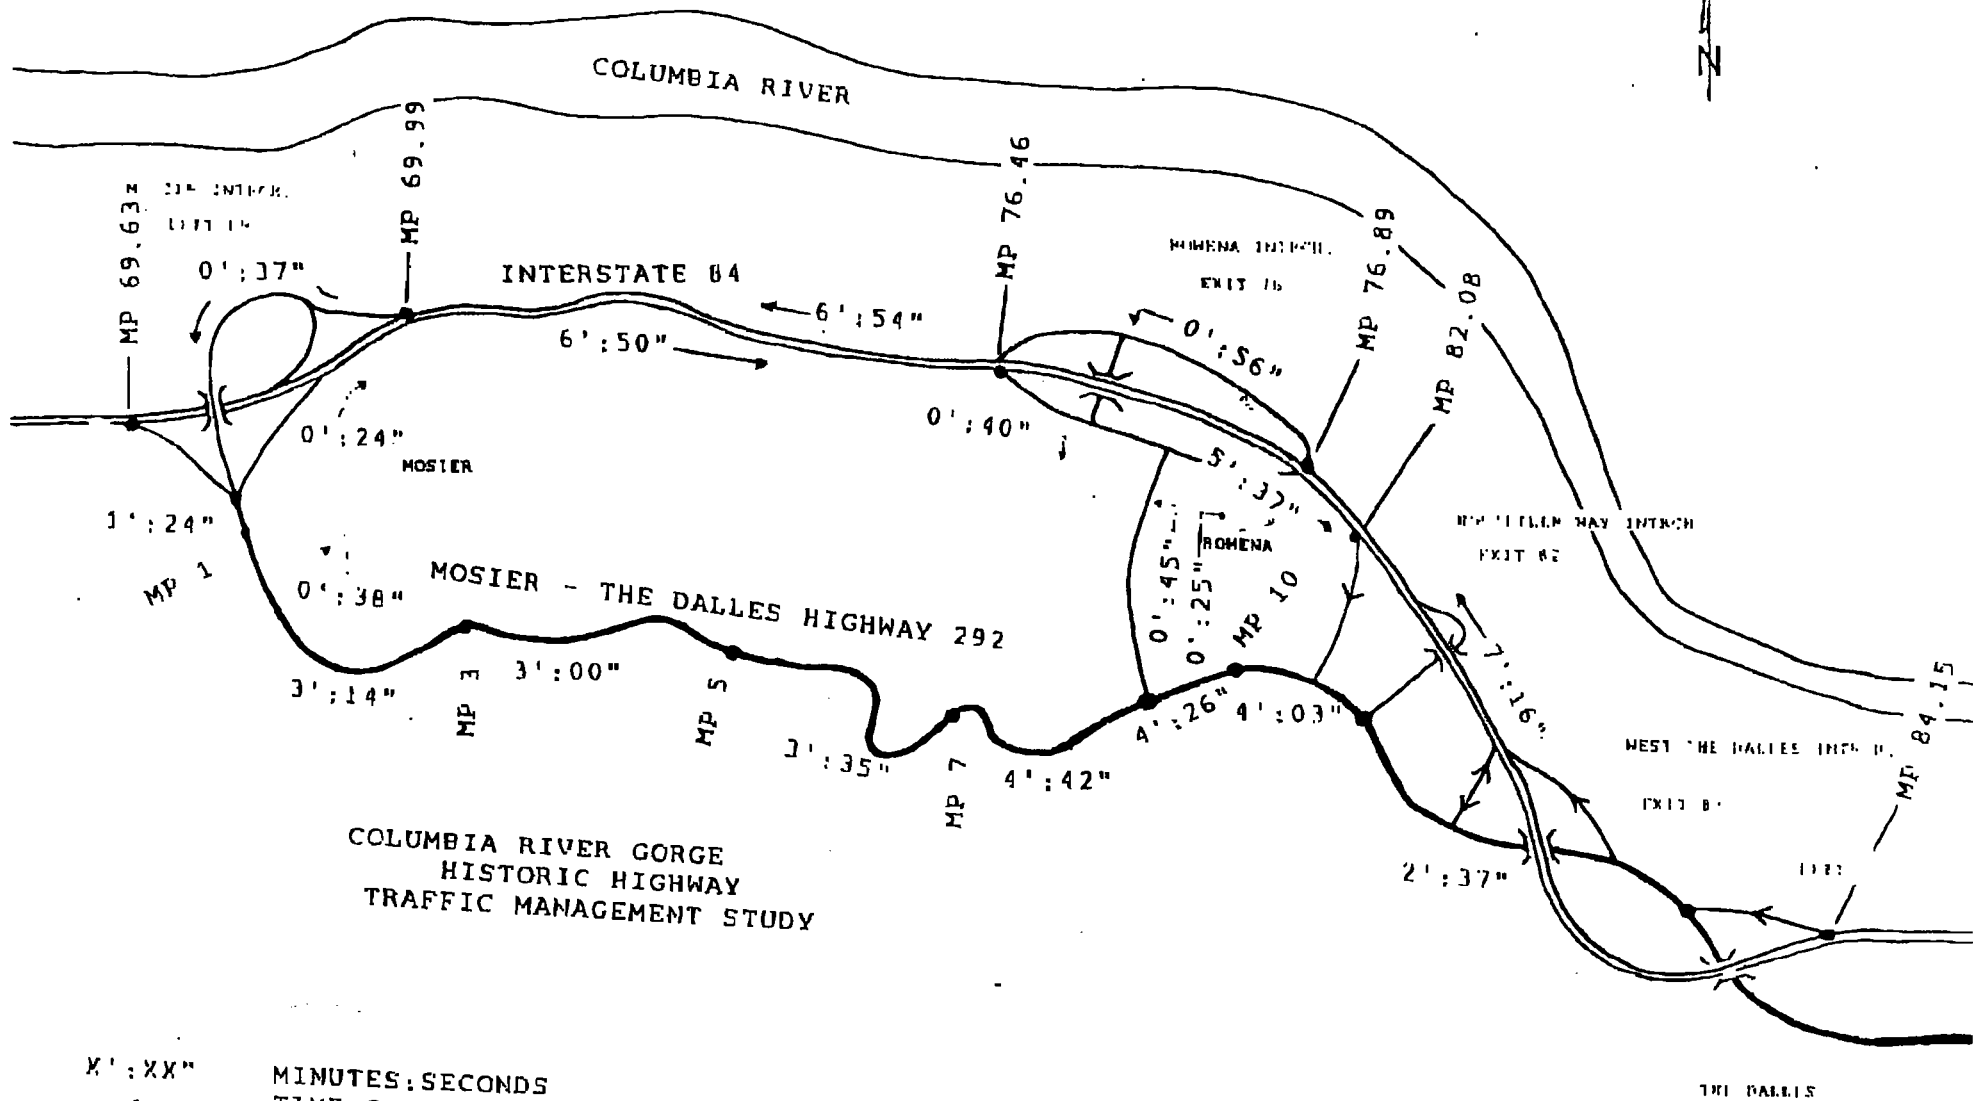 N
COLUMBIA RIVER
MP 69.63
INTRCH.
MP 69.99
MP 76.46
ROWENA INTRCH.
EXIT 76
MP 76.89
MP 82.08
0':37"
INTERSTATE 84
6':54"
6':50"
0':56"
0':24"
MOSIER
0':40"
5':37"
WAY INTRCH
EXIT 82
1':24"
MP 1
0':38"
MOSIER - THE DALLES HIGHWAY 292
0':45"
0':25"
ROWENA
MP 10
7':16"
3':14"
MP 3
3':00"
MP 5
3':35"
MP 7
4':42"
4':26"
4':03"
WEST THE DALLES
EXIT
MP 84.15
2':37"
COLUMBIA RIVER GORGE
HISTORIC HIGHWAY
TRAFFIC MANAGEMENT STUDY
X':XX"
MINUTES:SECONDS
THE DALLES